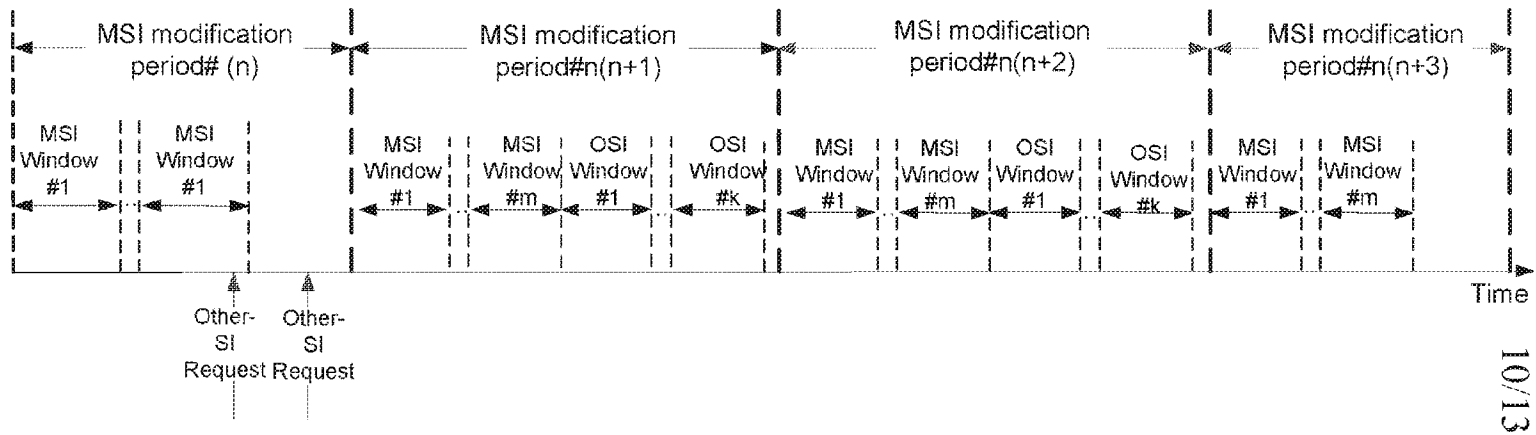 MSI modification
period# (n)
MSI modification
period#n(n+1)
MSI modification
period#n(n+2)
MSI modification
period#n(n+3)
MSI
Window
#1
MSI
Window
#1
MSI
Window
#1
MSI
Window
#m
OSI
Window
#1
OSI
Window
#k
MSI
Window
#1
MSI
Window
#m
OSI
Window
#1
OSI
Window
#k
MSI
Window
#1
MSI
Window
#m
Time
Other-
SI
Request
Other-
SI
Request
10/13